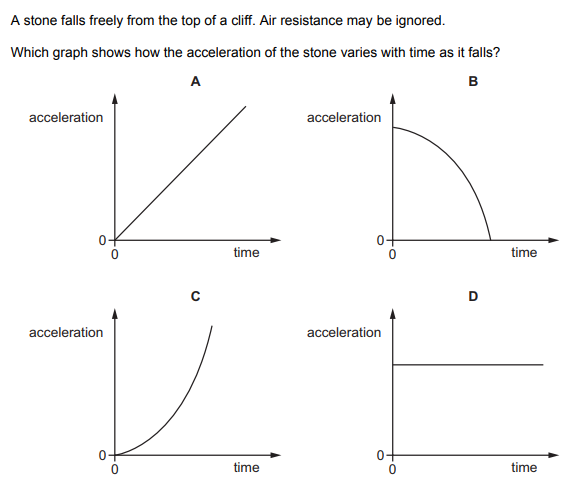 A stone falls freely from the top of a cliff. Air resistance may be ignored.
Which graph shows how the acceleration of the stone varies with time as it falls?
A
acceleration
0
0
time
B
acceleration
0
0
time
C
acceleration
0
0
time
D
acceleration
0
0
time